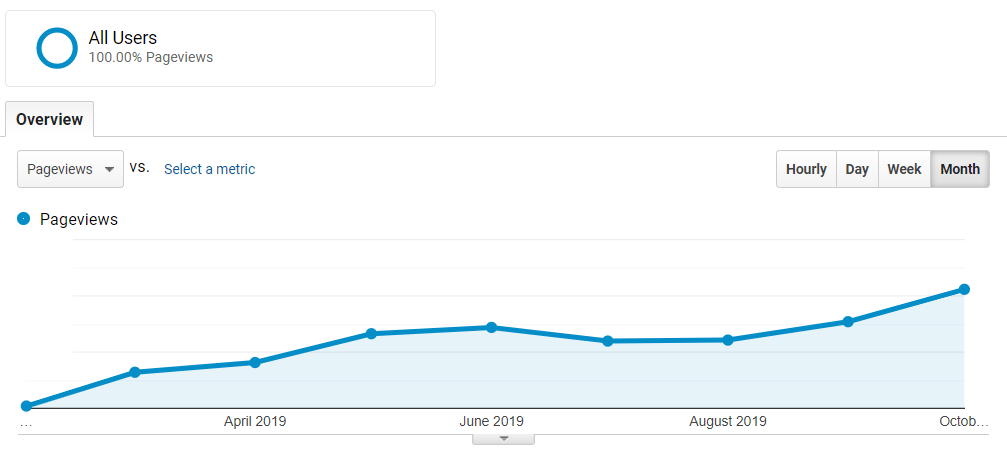 All Users
100.00% Pageviews
Overview
Pageviews vs. Select a metric
Hourly Day Week Month
Pageviews
... April 2019 June 2019 August 2019 Octob...